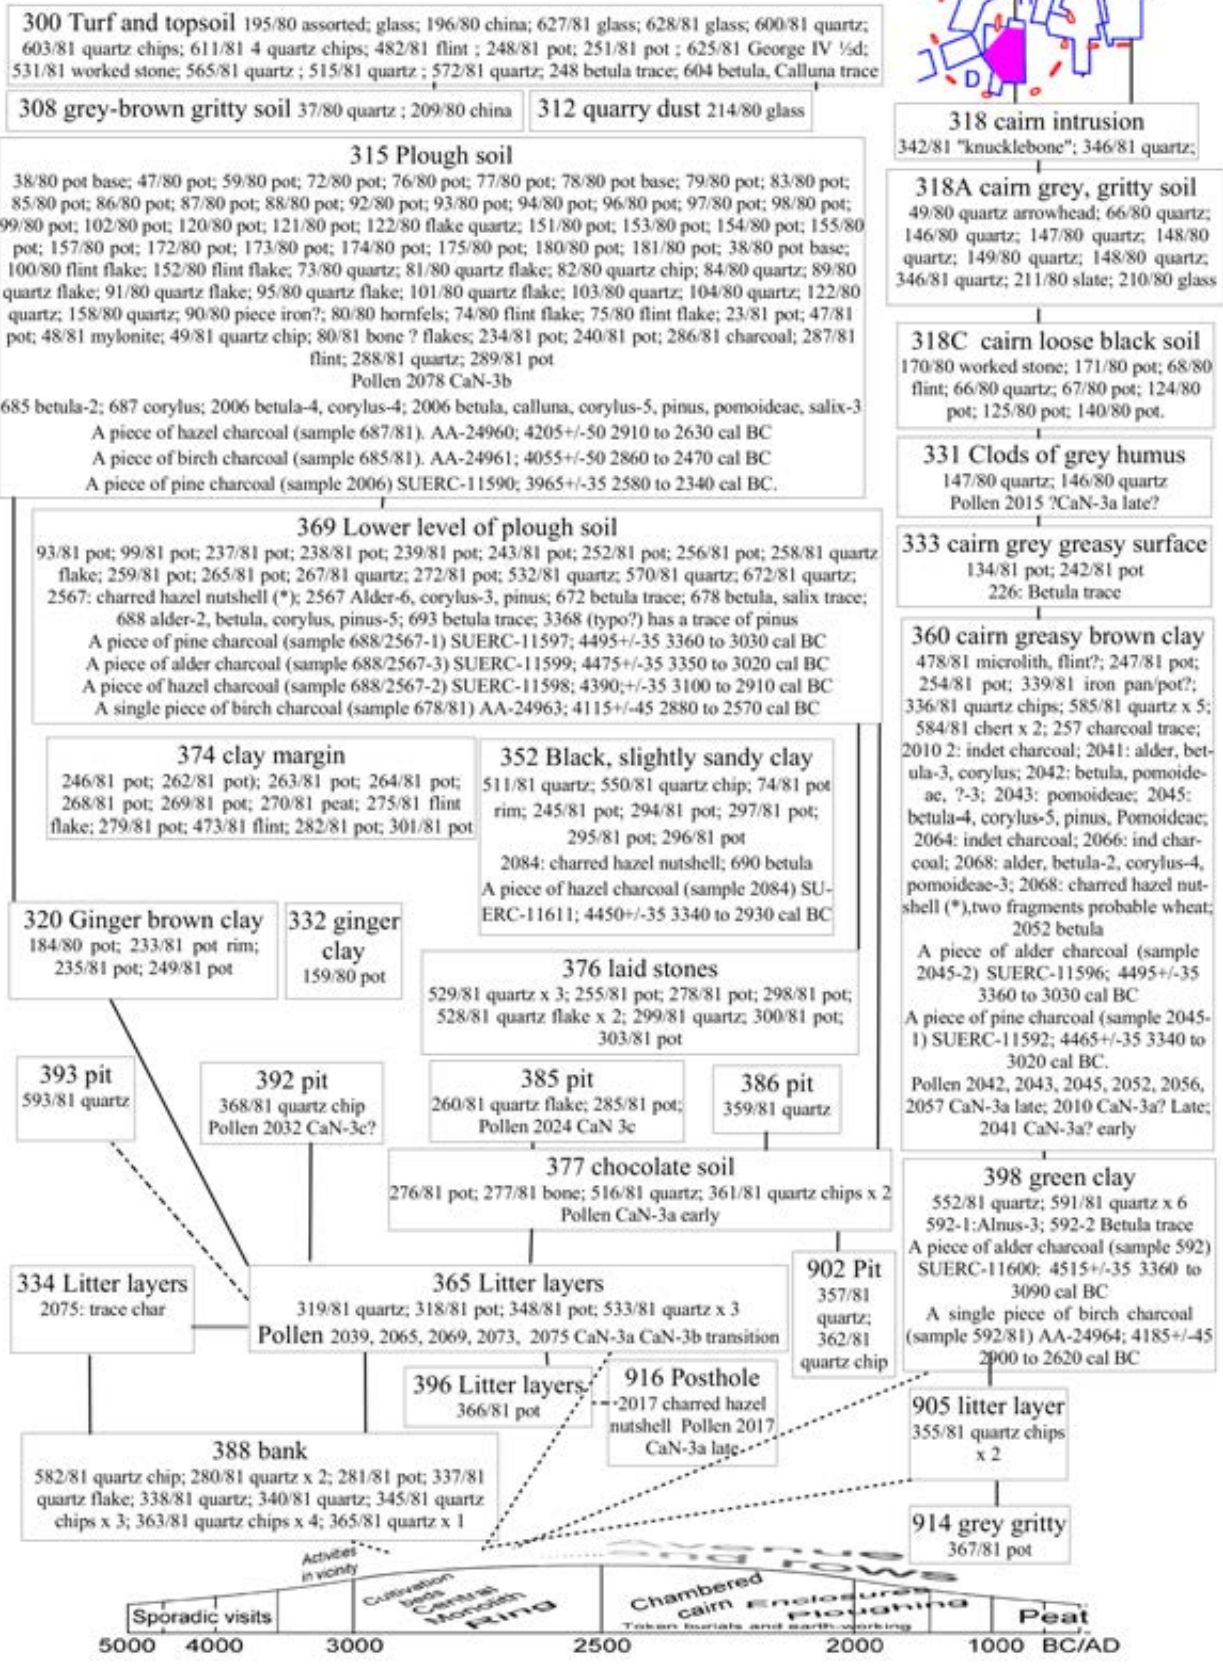 300 Turf and topsoil 195/80 assorted; glass; 196/80 china; 627/81 glass; 628/81 glass; 600/81 quartz;
603/81 quartz chips; 611/81 4 quartz chips; 482/81 flint ; 248/81 pot; 251/81 pot ; 625/81 George IV ½d;
531/81 worked stone; 565/81 quartz ; 515/81 quartz ; 572/81 quartz; 248 betula trace; 604 betula, Calluna trace
308 grey-brown gritty soil 37/80 quartz ; 209/80 china
312 quarry dust 214/80 glass
315 Plough soil
38/80 pot base; 47/80 pot; 59/80 pot; 72/80 pot; 76/80 pot; 77/80 pot; 78/80 pot base; 79/80 pot; 83/80 pot;
85/80 pot; 86/80 pot; 87/80 pot; 88/80 pot; 92/80 pot; 93/80 pot; 94/80 pot; 96/80 pot; 97/80 pot; 98/80 pot;
99/80 pot; 102/80 pot; 120/80 pot; 121/80 pot; 122/80 flake quartz; 151/80 pot; 153/80 pot; 154/80 pot; 155/80
pot; 157/80 pot; 172/80 pot; 173/80 pot; 174/80 pot; 175/80 pot; 180/80 pot; 181/80 pot; 38/80 pot base;
100/80 flint flake; 152/80 flint flake; 73/80 quartz; 81/80 quartz flake; 82/80 quartz chip; 84/80 quartz; 89/80
quartz flake; 91/80 quartz flake; 95/80 quartz flake; 101/80 quartz flake; 103/80 quartz; 104/80 quartz; 122/80
quartz; 158/80 quartz; 90/80 piece iron?; 80/80 hornfels; 74/80 flint flake; 75/80 flint flake; 23/81 pot; 47/81
pot; 48/81 mylonite; 49/81 quartz chip; 80/81 bone ? flakes; 234/81 pot; 240/81 pot; 286/81 charcoal; 287/81
flint; 288/81 quartz; 289/81 pot
Pollen 2078 CaN-3b
685 betula-2; 687 corylus; 2006 betula-4, corylus-4; 2006 betula, calluna, corylus-5, pinus, pomoideae, salix-3
A piece of hazel charcoal (sample 687/81). AA-24960; 4205+/-50 2910 to 2630 cal BC
A piece of birch charcoal (sample 685/81). AA-24961; 4055+/-50 2860 to 2470 cal BC
A piece of pine charcoal (sample 2006) SUERC-11590; 3965+/-35 2580 to 2340 cal BC.
369 Lower level of plough soil
93/81 pot; 99/81 pot; 237/81 pot; 238/81 pot; 239/81 pot; 243/81 pot; 252/81 pot; 256/81 pot; 258/81 quartz
flake; 259/81 pot; 265/81 pot; 267/81 quartz; 272/81 pot; 532/81 quartz; 570/81 quartz; 672/81 quartz;
2567: charred hazel nutshell (*); 2567 Alder-6, corylus-3, pinus; 672 betula trace; 678 betula, salix trace;
688 alder-2, betula, corylus, pinus-5; 693 betula trace; 3368 (typo?) has a trace of pinus
A piece of pine charcoal (sample 688/2567-1) SUERC-11597; 4495+/-35 3360 to 3030 cal BC
A piece of alder charcoal (sample 688/2567-3) SUERC-11599; 4475+/-35 3350 to 3020 cal BC
A piece of hazel charcoal (sample 688/2567-2) SUERC-11598; 4390;+/-35 3100 to 2910 cal BC
A single piece of birch charcoal (sample 678/81) AA-24963; 4115+/-45 2880 to 2570 cal BC
374 clay margin
246/81 pot; 262/81 pot); 263/81 pot; 264/81 pot;
268/81 pot; 269/81 pot; 270/81 peat; 275/81 flint
flake; 279/81 pot; 473/81 flint; 282/81 pot; 301/81 pot
352 Black, slightly sandy clay
511/81 quartz; 550/81 quartz chip; 74/81 pot
rim; 245/81 pot; 294/81 pot; 297/81 pot;
295/81 pot; 296/81 pot
2084: charred hazel nutshell; 690 betula
A piece of hazel charcoal (sample 2084) SU-
ERC-11611; 4450+/-35 3340 to 2930 cal BC
320 Ginger brown clay
184/80 pot; 233/81 pot rim;
235/81 pot; 249/81 pot
332 ginger
clay
159/80 pot
376 laid stones
529/81 quartz x 3; 255/81 pot; 278/81 pot; 298/81 pot;
528/81 quartz flake x 2; 299/81 quartz; 300/81 pot;
303/81 pot
393 pit
593/81 quartz
392 pit
368/81 quartz chip
Pollen 2032 CaN-3c?
385 pit
260/81 quartz flake; 285/81 pot;
Pollen 2024 CaN 3c
386 pit
359/81 quartz
377 chocolate soil
276/81 pot; 277/81 bone; 516/81 quartz; 361/81 quartz chips x 2
Pollen CaN-3a early
334 Litter layers
2075: trace char
365 Litter layers
319/81 quartz; 318/81 pot; 348/81 pot; 533/81 quartz x 3
Pollen 2039, 2065, 2069, 2073, 2075 CaN-3a CaN-3b transition
902 Pit
357/81
quartz;
362/81
quartz chip
396 Litter layers
366/81 pot
916 Posthole
2017 charred hazel
nutshell Pollen 2017
CaN-3a late
388 bank
582/81 quartz chip; 280/81 quartz x 2; 281/81 pot; 337/81
quartz flake; 338/81 quartz; 340/81 quartz; 345/81 quartz
chips x 3; 363/81 quartz chips x 4; 365/81 quartz x 1
D
318 cairn intrusion
342/81 "knucklebone"; 346/81 quartz;
318A cairn grey, gritty soil
49/80 quartz arrowhead; 66/80 quartz;
146/80 quartz; 147/80 quartz; 148/80
quartz; 149/80 quartz; 148/80 quartz;
346/81 quartz; 211/80 slate; 210/80 glass
318C cairn loose black soil
170/80 worked stone; 171/80 pot; 68/80
flint; 66/80 quartz; 67/80 pot; 124/80
pot; 125/80 pot; 140/80 pot.
331 Clods of grey humus
147/80 quartz; 146/80 quartz
Pollen 2015 ?CaN-3a late?
333 cairn grey greasy surface
134/81 pot; 242/81 pot
226: Betula trace
360 cairn greasy brown clay
478/81 microlith, flint?; 247/81 pot;
254/81 pot; 339/81 iron pan/pot?;
336/81 quartz chips; 585/81 quartz x 5;
584/81 chert x 2; 257 charcoal trace;
2010 2: indet charcoal; 2041: alder, bet-
ula-3, corylus; 2042: betula, pomoide-
ae, ?-3; 2043: pomoideae; 2045:
betula-4, corylus-5, pinus, Pomoideae;
2064: indet charcoal; 2066: ind char-
coal; 2068: alder, betula-2, corylus-4,
pomoideae-3; 2068: charred hazel nut-
shell (*),two fragments probable wheat;
2052 betula
A piece of alder charcoal (sample
2045-2) SUERC-11596; 4495+/-35
3360 to 3030 cal BC
A piece of pine charcoal (sample 2045-
1) SUERC-11592; 4465+/-35 3340 to
3020 cal BC.
Pollen 2042, 2043, 2045, 2052, 2056,
2057 CaN-3a late; 2010 CaN-3a? Late;
2041 CaN-3a? early
398 green clay
552/81 quartz; 591/81 quartz x 6
592-1:Alnus-3; 592-2 Betula trace
A piece of alder charcoal (sample 592)
SUERC-11600: 4515+/-35 3360 to
3090 cal BC
A single piece of birch charcoal
(sample 592/81) AA-24964; 4185+/-45
2900 to 2620 cal BC
905 litter layer
355/81 quartz chips
x 2
914 grey gritty
367/81 pot
Activities
in vicinity
Avenue
and rows
Sporadic visits
Cultivation
beds
Central
Monolith
Ring
Chambered
cairn
Enclosures
Ploughing
Token burials and earth-working
Peat
5000 4000 3000 2500 2000 1000 BC/AD